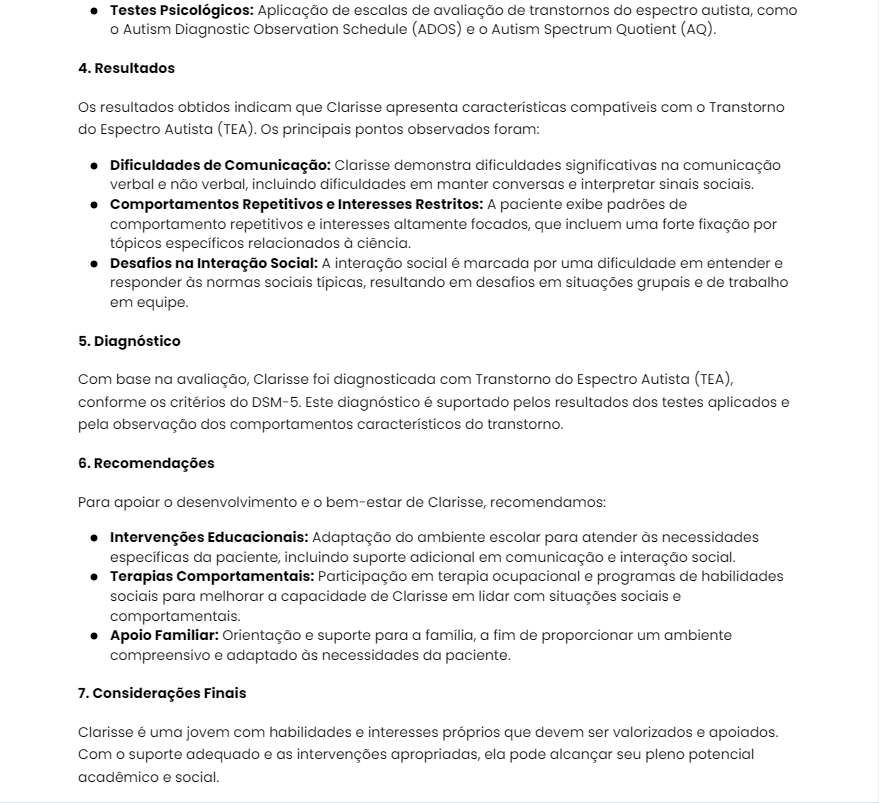 ● Testes Psicológicos: Aplicação de escalas de avaliação de transtornos do espectro autista, como
o Autism Diagnostic Observation Schedule (ADOS) e o Autism Spectrum Quotient (AQ).
4. Resultados
Os resultados obtidos indicam que Clarisse apresenta características compatíveis com o Transtorno
do Espectro Autista (TEA). Os principais pontos observados foram:
● Dificuldades de Comunicação: Clarisse demonstra dificuldades significativas na comunicação
verbal e não verbal, incluindo dificuldades em manter conversas e interpretar sinais sociais.
● Comportamentos Repetitivos e Interesses Restritos: A paciente exibe padrões de
comportamento repetitivos e interesses altamente focados, que incluem uma forte fixação por
tópicos específicos relacionados à ciência.
● Desafios na Interação Social: A interação social é marcada por uma dificuldade em entender e
responder às normas sociais típicas, resultando em desafios em situações grupais e de trabalho
em equipe.
5. Diagnóstico
Com base na avaliação, Clarisse foi diagnosticada com Transtorno do Espectro Autista (TEA),
conforme os critérios do DSM-5. Este diagnóstico é suportado pelos resultados dos testes aplicados e
pela observação dos comportamentos característicos do transtorno.
6. Recomendações
Para apoiar o desenvolvimento e o bem-estar de Clarisse, recomendamos:
● Intervenções Educacionais: Adaptação do ambiente escolar para atender às necessidades
específicas da paciente, incluindo suporte adicional em comunicação e interação social.
● Terapias Comportamentais: Participação em terapia ocupacional e programas de habilidades
sociais para melhorar a capacidade de Clarisse em lidar com situações sociais e
comportamentais.
● Apoio Familiar: Orientação e suporte para a família, a fim de proporcionar um ambiente
compreensivo e adaptado às necessidades da paciente.
7. Considerações Finais
Clarisse é uma jovem com habilidades e interesses próprios que devem ser valorizados e apoiados.
Com o suporte adequado e as intervenções apropriadas, ela pode alcançar seu pleno potencial
acadêmico e social.